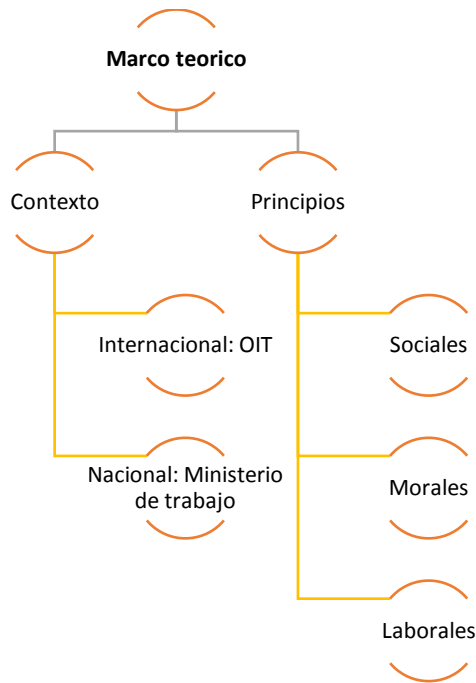 Marco teorico
Contexto
Principios
Internacional: OIT
Nacional: Ministerio
de trabajo
Sociales
Morales
Laborales